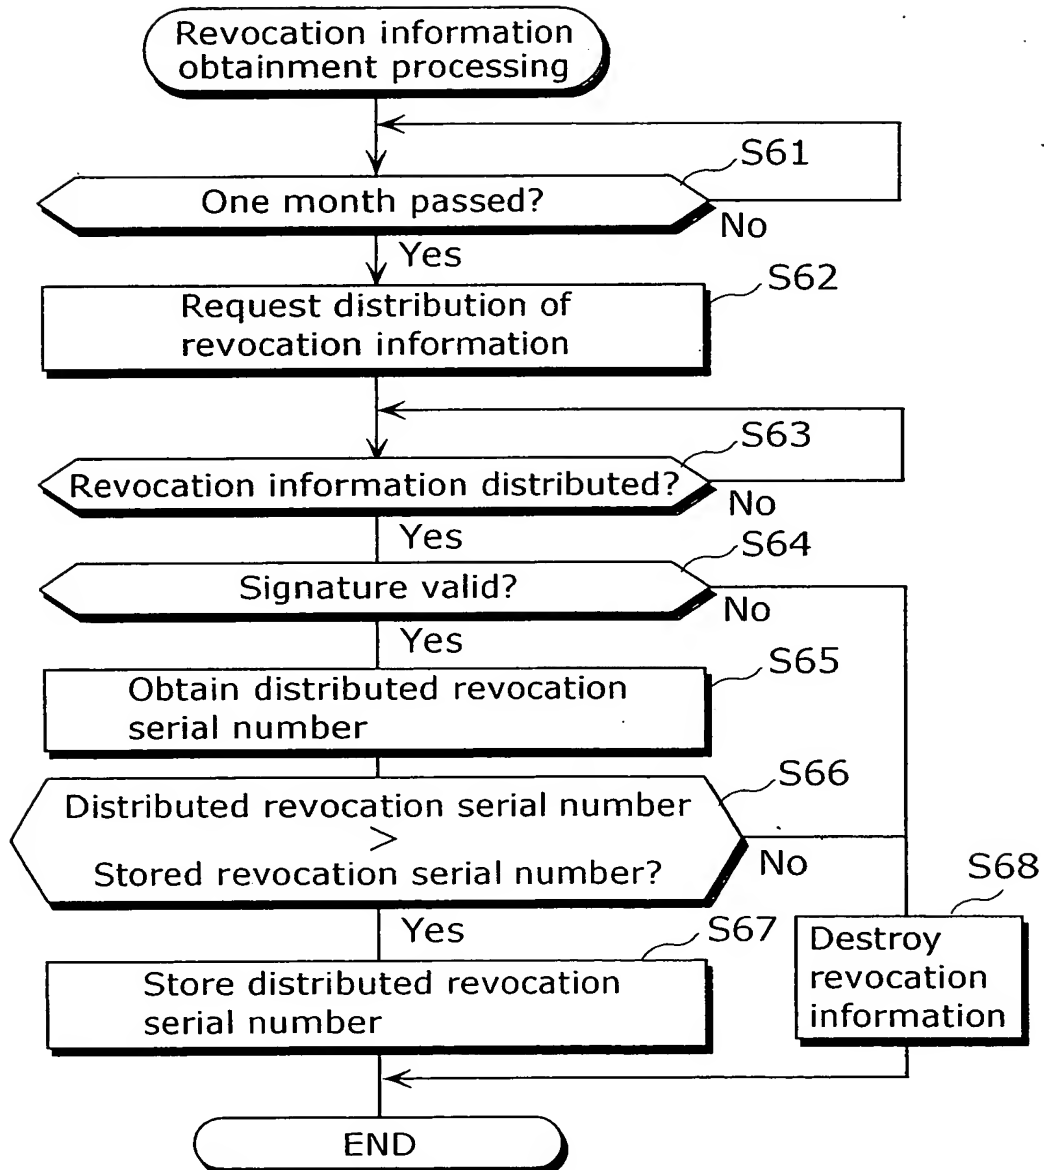 Revocation information
obtainment processing
S61
One month passed?
No
Yes
S62
Request distribution of
revocation information
S63
Revocation information distributed?
No
Yes
S64
Signature valid?
No
Yes
S65
Obtain distributed revocation
serial number
S66
Distributed revocation serial number
>
Stored revocation serial number?
No
Yes
S67
Store distributed revocation
serial number
S68
Destroy
revocation
information
END